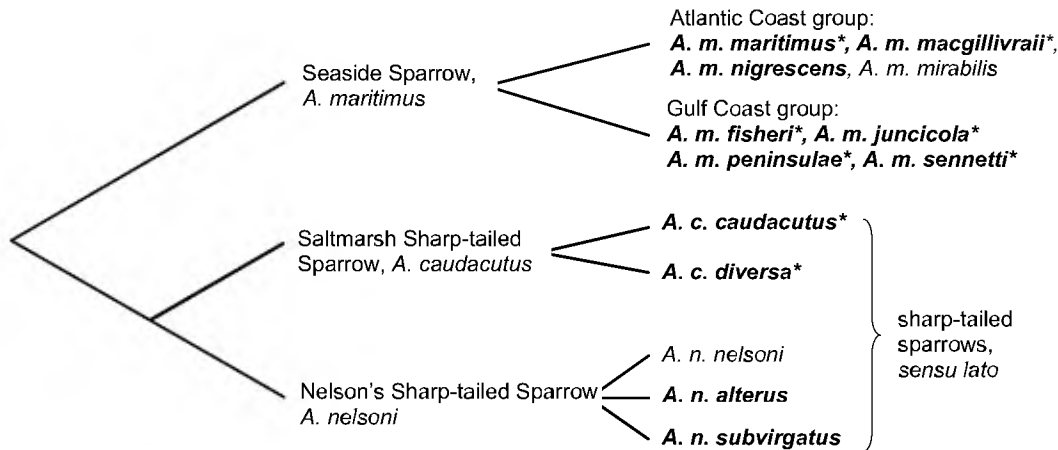 Atlantic Coast group:
A. m. maritimus*, A. m. macgillivraii*,
A. m. nigrescens, A. m. mirabilis
Seaside Sparrow,
A. maritimus
Gulf Coast group:
A. m. fisheri*, A. m. juncicola*
A. m. peninsulae*, A. m. sennetti*
Saltmarsh Sharp-tailed
Sparrow, A. caudacutus
A. c. caudacutus*
A. c. diversa*
sharp-tailed
sparrows,
sensu lato
Nelson's Sharp-tailed Sparrow
A. nelsoni
A. n. nelsoni
A. n. alterus
A. n. subvirgatus